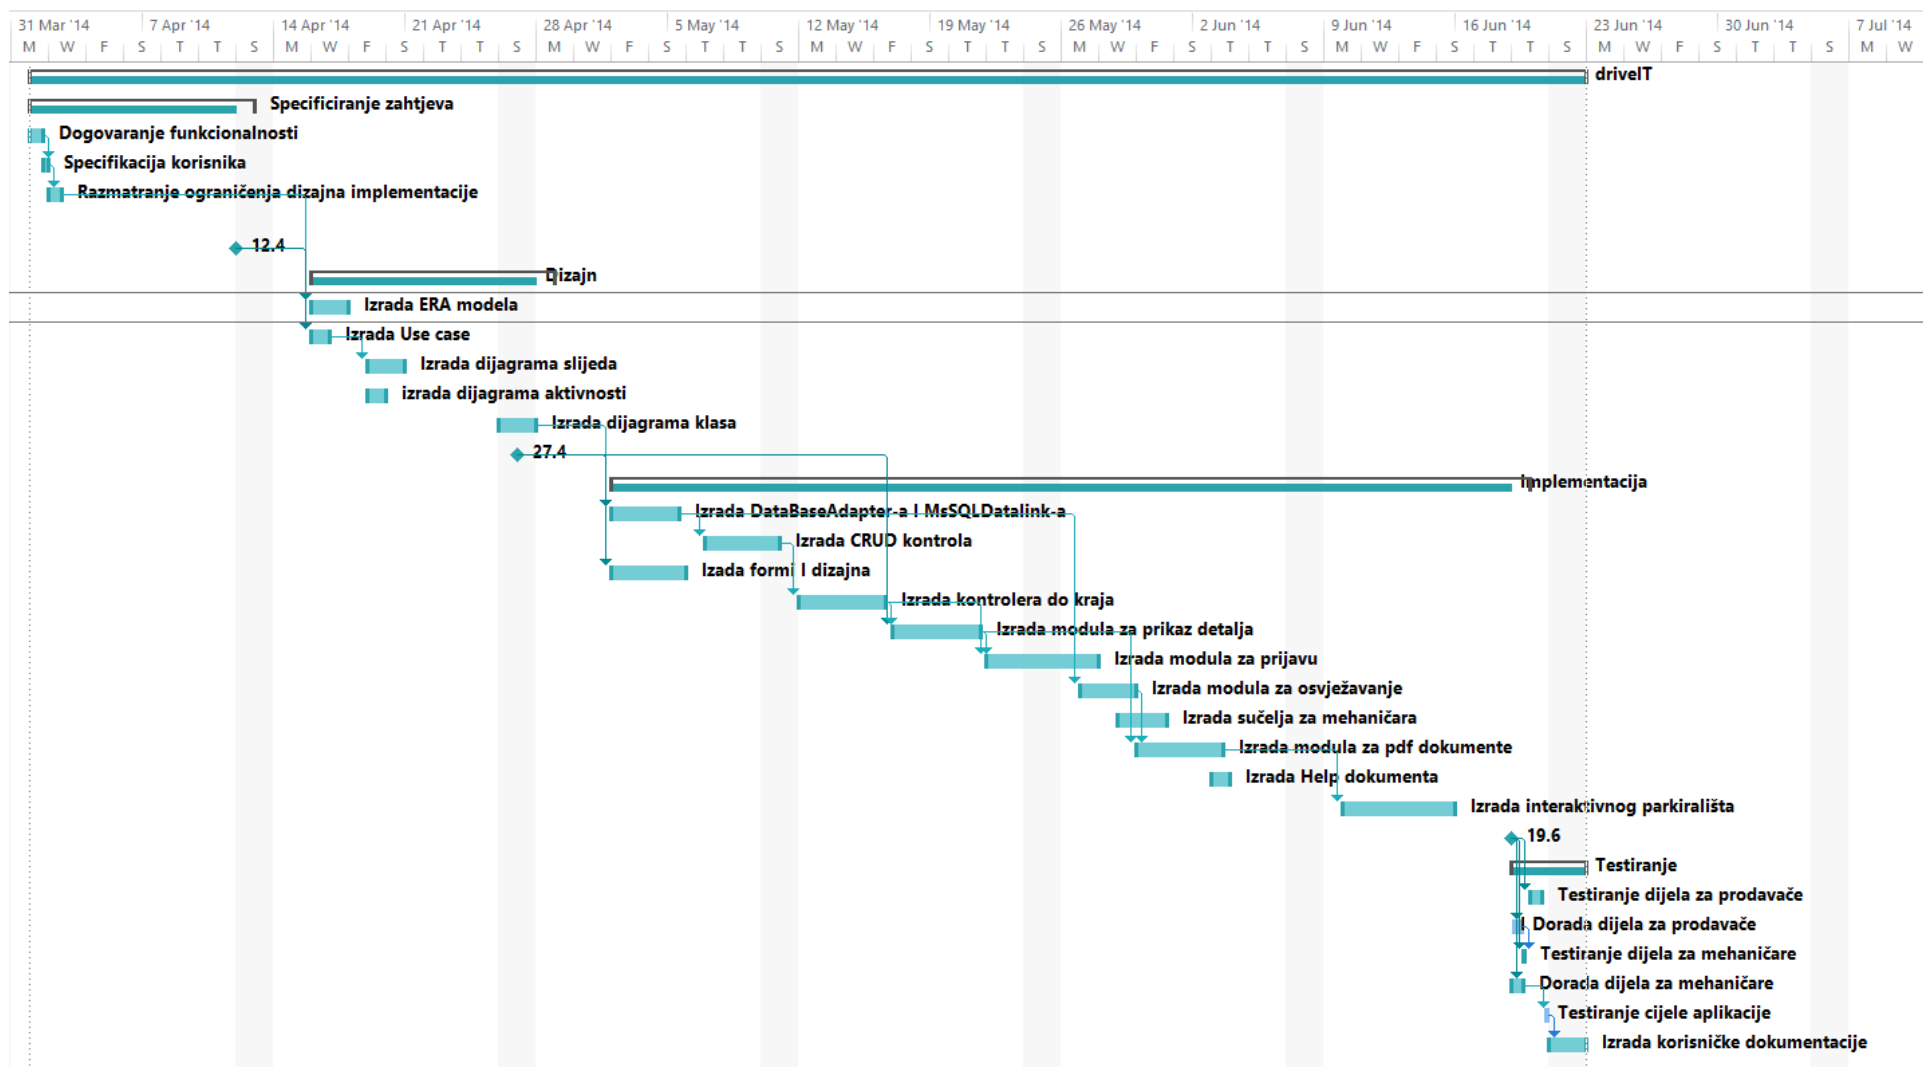 31 Mar '14 7 Apr '14 14 Apr '14 21 Apr '14 28 Apr '14 5 May '14 12 May '14 19 May '14 26 May '14 2 Jun '14 9 Jun '14 16 Jun '14 23 Jun '14 30 Jun '14 7 Jul '14
M W F S T T S M W F S T T S M W F S T T S M W F S T T S M W F S T T S M W F S T T S M W F S T T S M W
driveIT
Specificiranje zahtjeva
Dogovaranje funkcionalnosti
Specifikacija korisnika
Razmatranje ograničenja dizajna implementacije
12.4
Dizajn
Izrada ERA modela
Izrada Use case
Izrada dijagrama slijeda
izrada dijagrama aktivnosti
Izrada dijagrama klasa
27.4
Implementacija
Izrada DataBaseAdapter-a I MsSQLDatalink-a
Izrada CRUD kontrola
Izada formi I dizajna
Izrada kontrolera do kraja
Izrada modula za prikaz detalja
Izrada modula za prijavu
Izrada modula za osvježavanje
Izrada sučelja za mehaničara
Izrada modula za pdf dokumente
Izrada Help dokumenta
Izrada interaktivnog parkirališta
19.6
Testiranje
Testiranje dijela za prodavače
Dorada dijela za prodavače
Testiranje dijela za mehaničare
Dorada dijela za mehaničare
Testiranje cijele aplikacije
Izrada korisničke dokumentacije